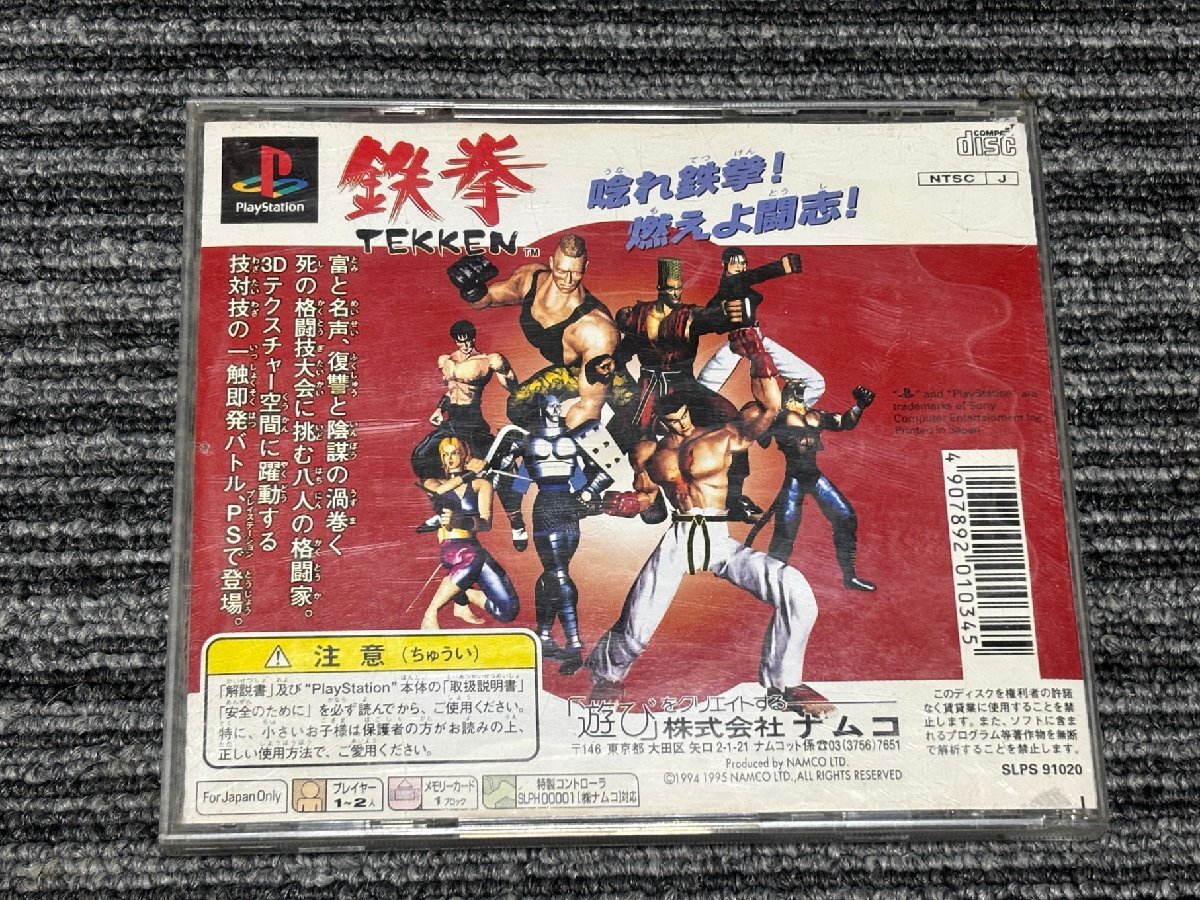 PlayStation
鉄拳
TEKKEN™
唸れ鉄拳!
燃えよ闘志!
COMPACT
disc
NTSC J
富と名声、復讐と陰謀の渦巻く
死の格闘技大会に挑む八人の格闘家。
3Dテクスチャー空間に躍動する
技対技の一触即発バトル、PSで登場。
" " and "PlayStation" are
trademarks of Sony
Computer Entertainment Inc.
Printed in Japan.
4 907892 010345
注意(ちゅうい)
「解説書」及び"PlayStation"本体の「取扱説明書」
「安全のために」を必ず読んでから、ご使用ください。
特に、小さいお子様は保護者の方がお読みの上、
正しい使用方法で、ご愛用ください。
「遊び」をクリエイトする
株式会社ナムコ
〒146 東京都 大田区 矢口 2-1-21 ナムコット係☎03(3756)7651
Produced by NAMCO LTD.
©1994 1995 NAMCO LTD.,ALL RIGHTS RESERVED
このディスクを権利者の許諾
なく賃貸業に使用することを禁
止します。また、ソフトに含ま
れるプログラム等著作物を無断
で解析することを禁止します。
SLPS 91020
For Japan Only
プレイヤー
1~2人
メモリーカード
1ブロック
特製コントローラ
SLPH00001[㈱ナムコ]対応